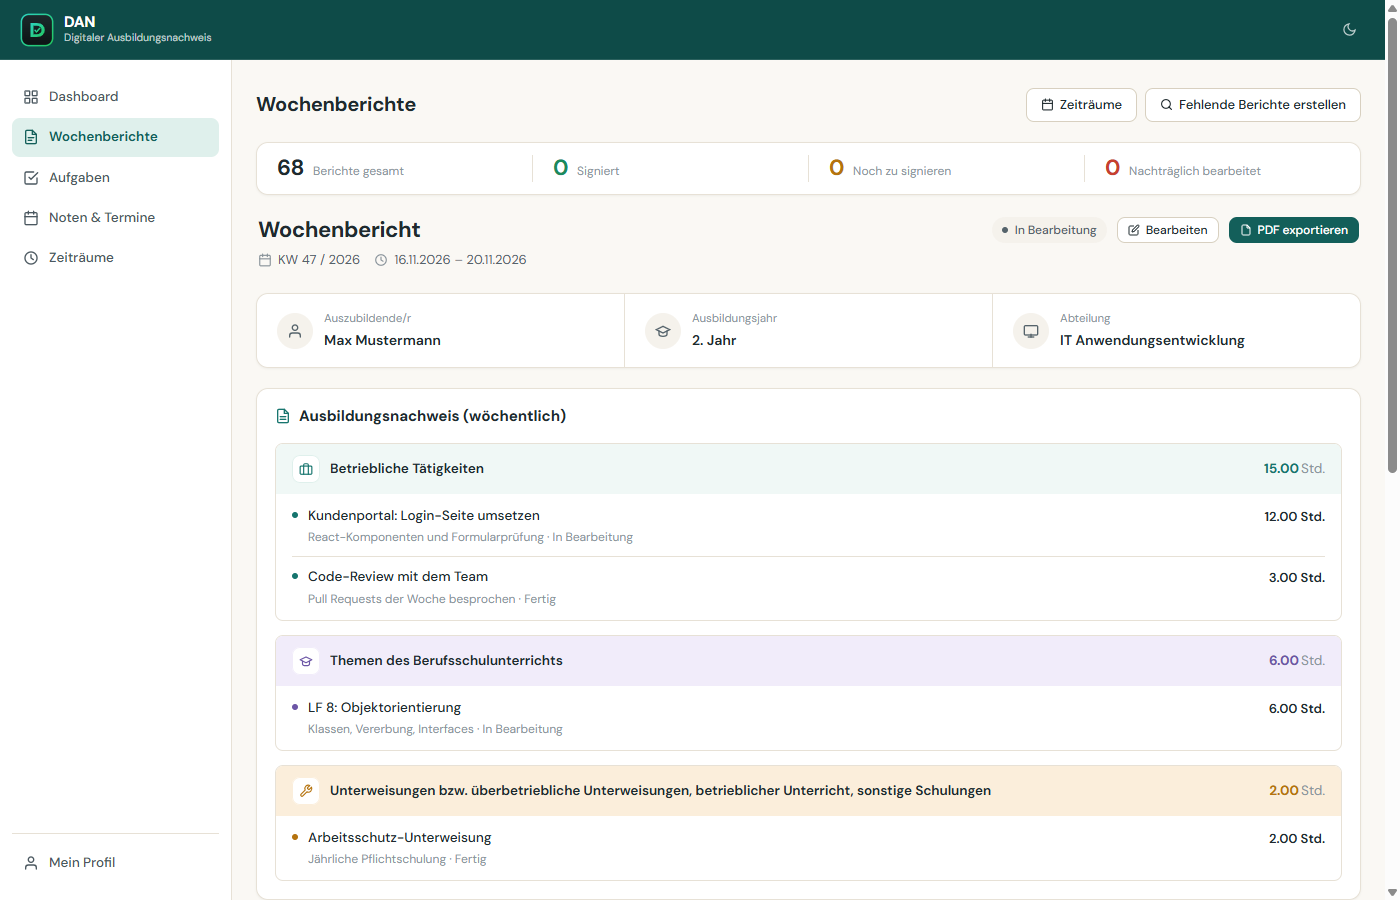 DAN
Digitaler Ausbildungsnachweis
Dashboard
Wochenberichte
Aufgaben
Noten & Termine
Zeiträume
Mein Profil
Wochenberichte
Zeiträume
Fehlende Berichte erstellen
68 Berichte gesamt
0 Signiert
0 Noch zu signieren
0 Nachträglich bearbeitet
Wochenbericht
In Bearbeitung
Bearbeiten
PDF exportieren
KW 47 / 2026
16.11.2026 – 20.11.2026
Auszubildende/r
Max Mustermann
Ausbildungsjahr
2. Jahr
Abteilung
IT Anwendungsentwicklung
Ausbildungsnachweis (wöchentlich)
Betriebliche Tätigkeiten 15.00 Std.
Kundenportal: Login-Seite umsetzen 12.00 Std.
React-Komponenten und Formularprüfung · In Bearbeitung
Code-Review mit dem Team 3.00 Std.
Pull Requests der Woche besprochen · Fertig
Themen des Berufsschulunterrichts 6.00 Std.
LF 8: Objektorientierung 6.00 Std.
Klassen, Vererbung, Interfaces · In Bearbeitung
Unterweisungen bzw. überbetriebliche Unterweisungen, betrieblicher Unterricht, sonstige Schulungen 2.00 Std.
Arbeitsschutz-Unterweisung 2.00 Std.
Jährliche Pflichtschulung · Fertig